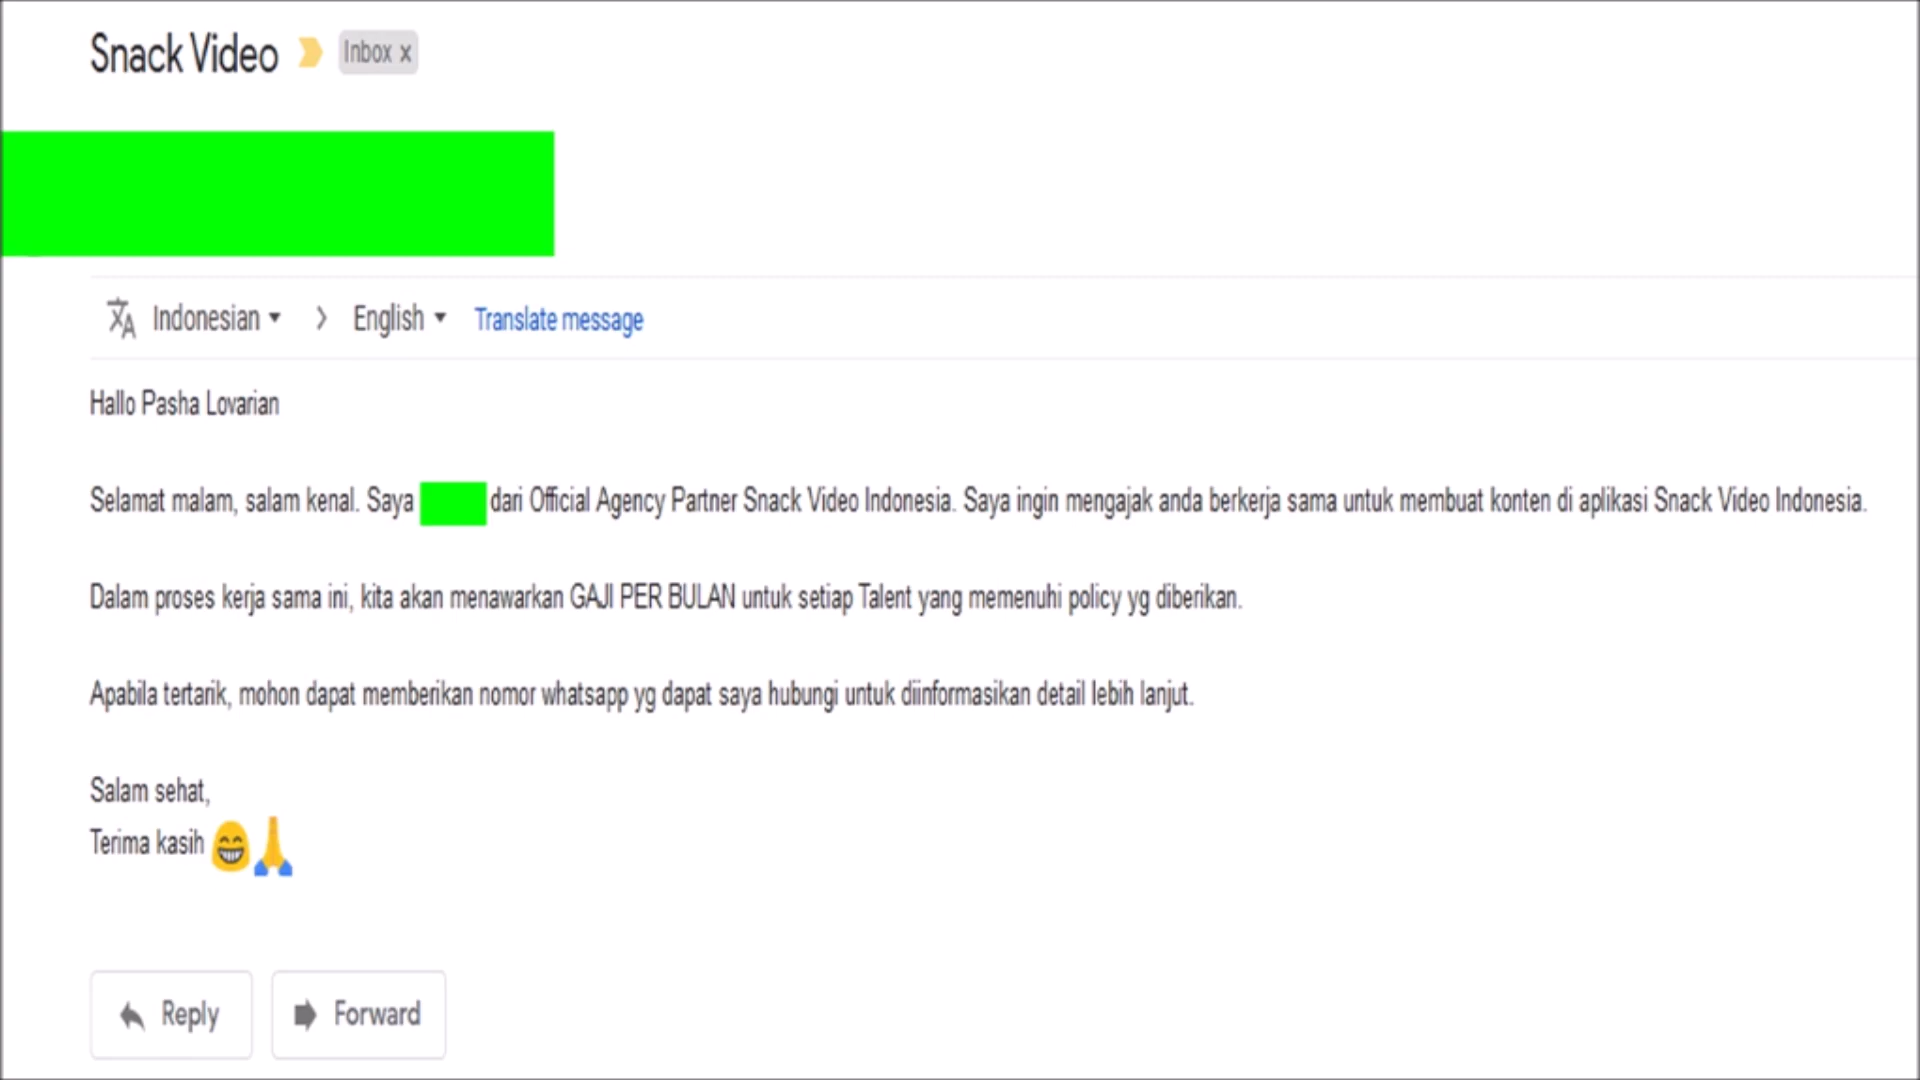 Snack Video
Inbox x
Indonesian > English Translate message
Hallo Pasha Lovarian
Selamat malam, salam kenal. Saya dari Official Agency Partner Snack Video Indonesia. Saya ingin mengajak anda berkerja sama untuk membuat konten di aplikasi Snack Video Indonesia.
Dalam proses kerja sama ini, kita akan menawarkan GAJI PER BULAN untuk setiap Talent yang memenuhi policy yg diberikan.
Apabila tertarik, mohon dapat memberikan nomor whatsapp yg dapat saya hubungi untuk diinformasikan detail lebih lanjut.
Salam sehat,
Terima kasih 😁🙏
Reply Forward